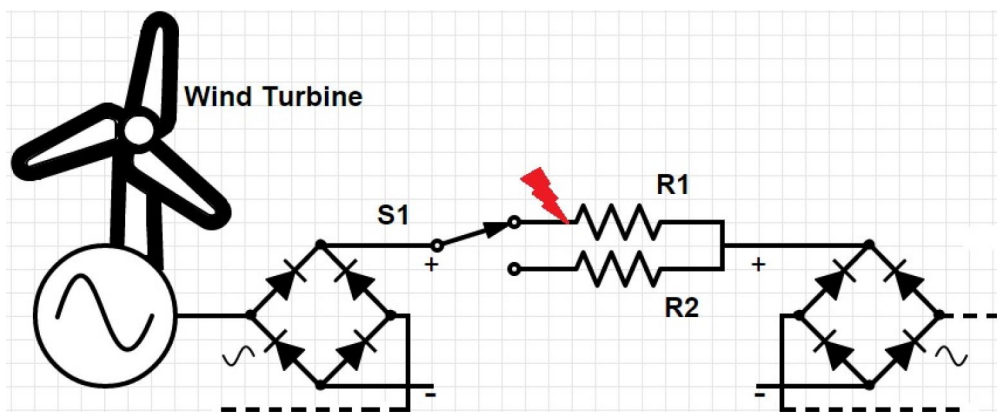 Wind Turbine
S1
R1
+
+
R2
-
-